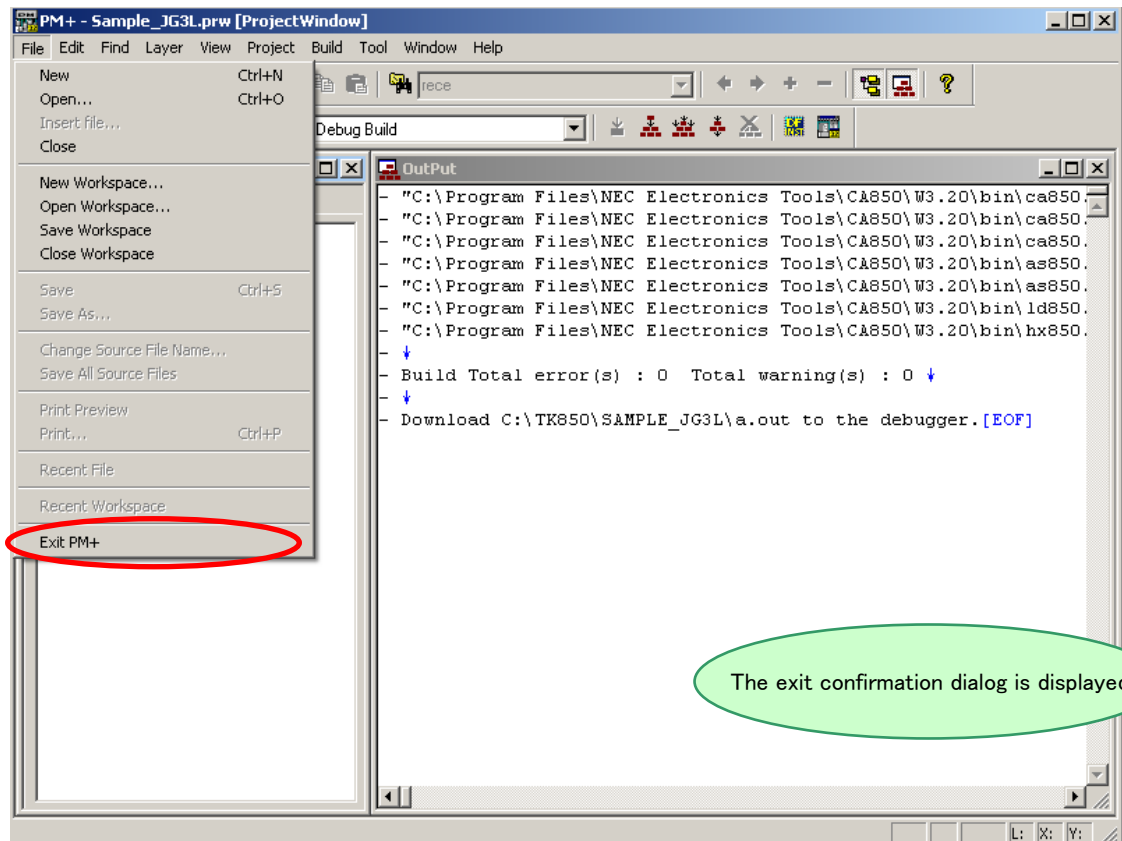 PM+ - Sample_JG3L.prw [ProjectWindow]
File Edit Find Layer View Project Build Tool Window Help
New Ctrl+N
Open... Ctrl+O
Insert file...
Close
New Workspace...
Open Workspace...
Save Workspace
Close Workspace
Save Ctrl+S
Save As...
Change Source File Name...
Save All Source Files
Print Preview
Print... Ctrl+P
Recent File
Recent Workspace
Exit PM+
rece
Debug Build
OutPut
- "C:\Program Files\NEC Electronics Tools\CA850\W3.20\bin\ca850.
- "C:\Program Files\NEC Electronics Tools\CA850\W3.20\bin\ca850.
- "C:\Program Files\NEC Electronics Tools\CA850\W3.20\bin\ca850.
- "C:\Program Files\NEC Electronics Tools\CA850\W3.20\bin\as850.
- "C:\Program Files\NEC Electronics Tools\CA850\W3.20\bin\as850.
- "C:\Program Files\NEC Electronics Tools\CA850\W3.20\bin\ld850.
- "C:\Program Files\NEC Electronics Tools\CA850\W3.20\bin\hx850.
- ↓
- Build Total error(s) : 0 Total warning(s) : 0 ↓
- ↓
- Download C:\TK850\SAMPLE_JG3L\a.out to the debugger.[EOF]
The exit confirmation dialog is displayed
L: X: Y: